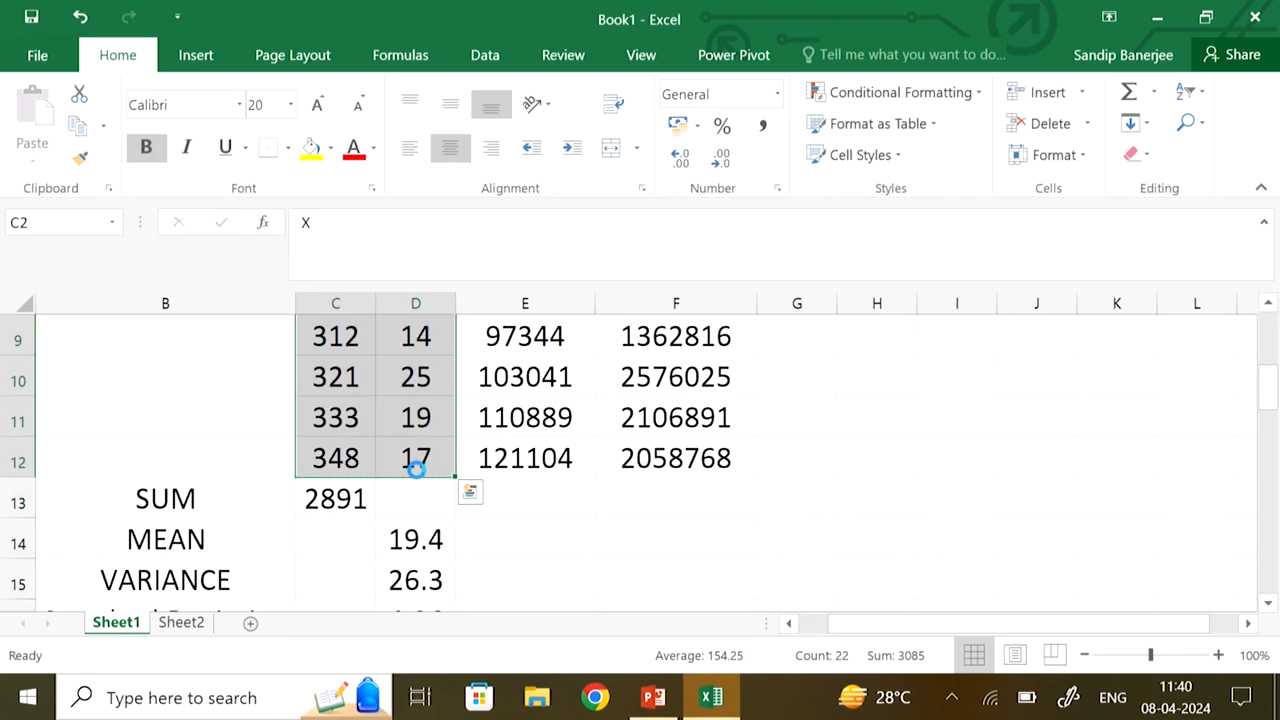 Book1 - Excel
File Home Insert Page Layout Formulas Data Review View Power Pivot Tell me what you want to do... Sandip Banerjee Share
Paste
Calibri 20
B I U A
General
% ,
Conditional Formatting
Format as Table
Cell Styles
Insert
Delete
Format
Clipboard Font Alignment Number Styles Cells Editing
C2 fx X
B C D E F G H I J K L
9 312 14 97344 1362816
10 321 25 103041 2576025
11 333 19 110889 2106891
12 348 17 121104 2058768
13 SUM 2891
14 MEAN 19.4
15 VARIANCE 26.3
Sheet1 Sheet2
Ready Average: 154.25 Count: 22 Sum: 3085 100%
Type here to search 28°C ENG 11:40
08-04-2024